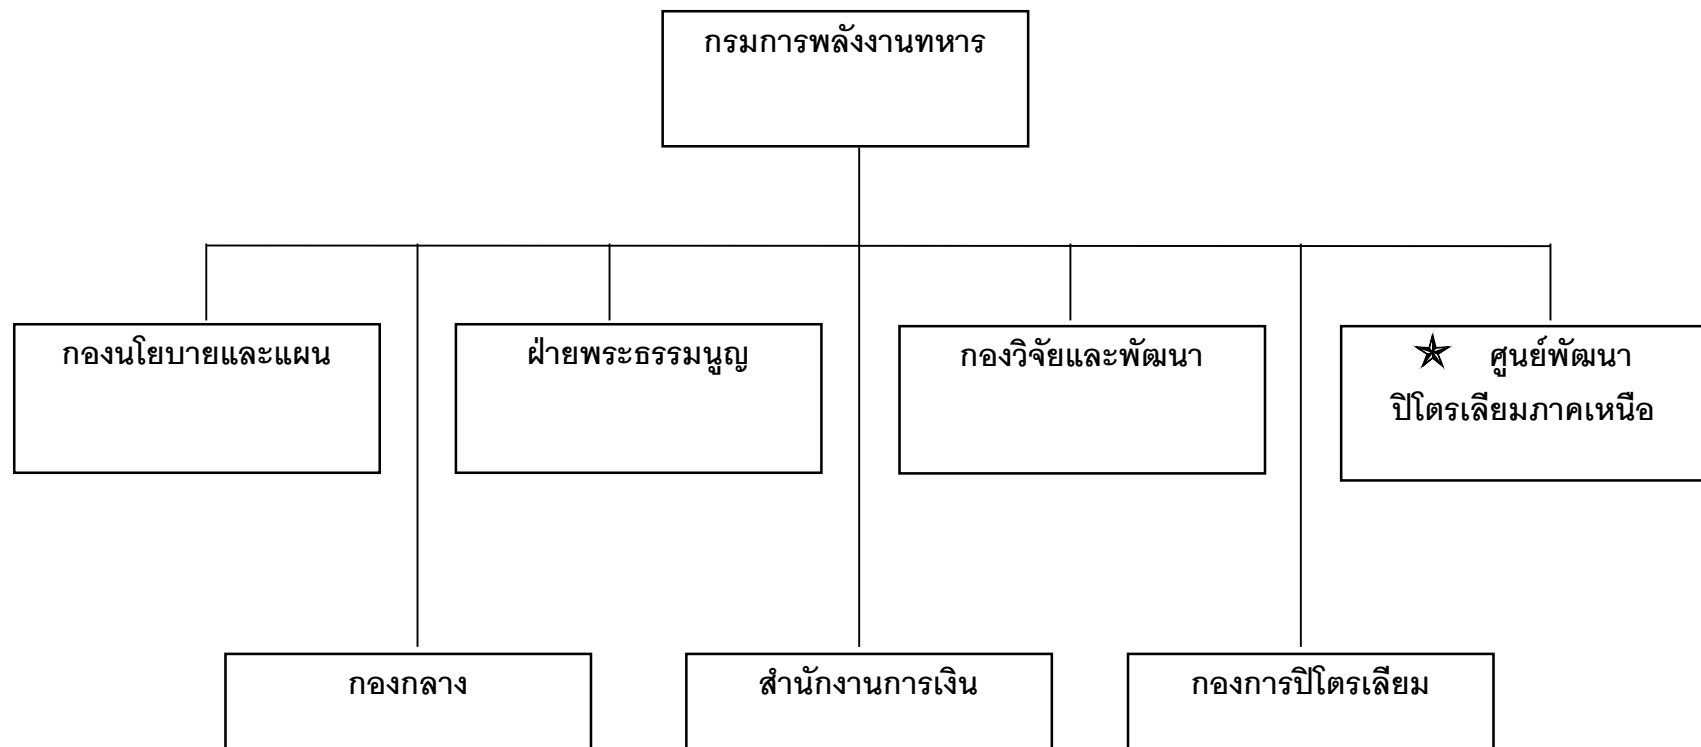 กรมการพลังงานทหาร
กองนโยบายและแผน
ฝ่ายพระธรรมนูญ
กองวิจัยและพัฒนา
ศูนย์พัฒนา
ปิโตรเลียมภาคเหนือ
กองกลาง
สำนักงานการเงิน
กองการปิโตรเลียม